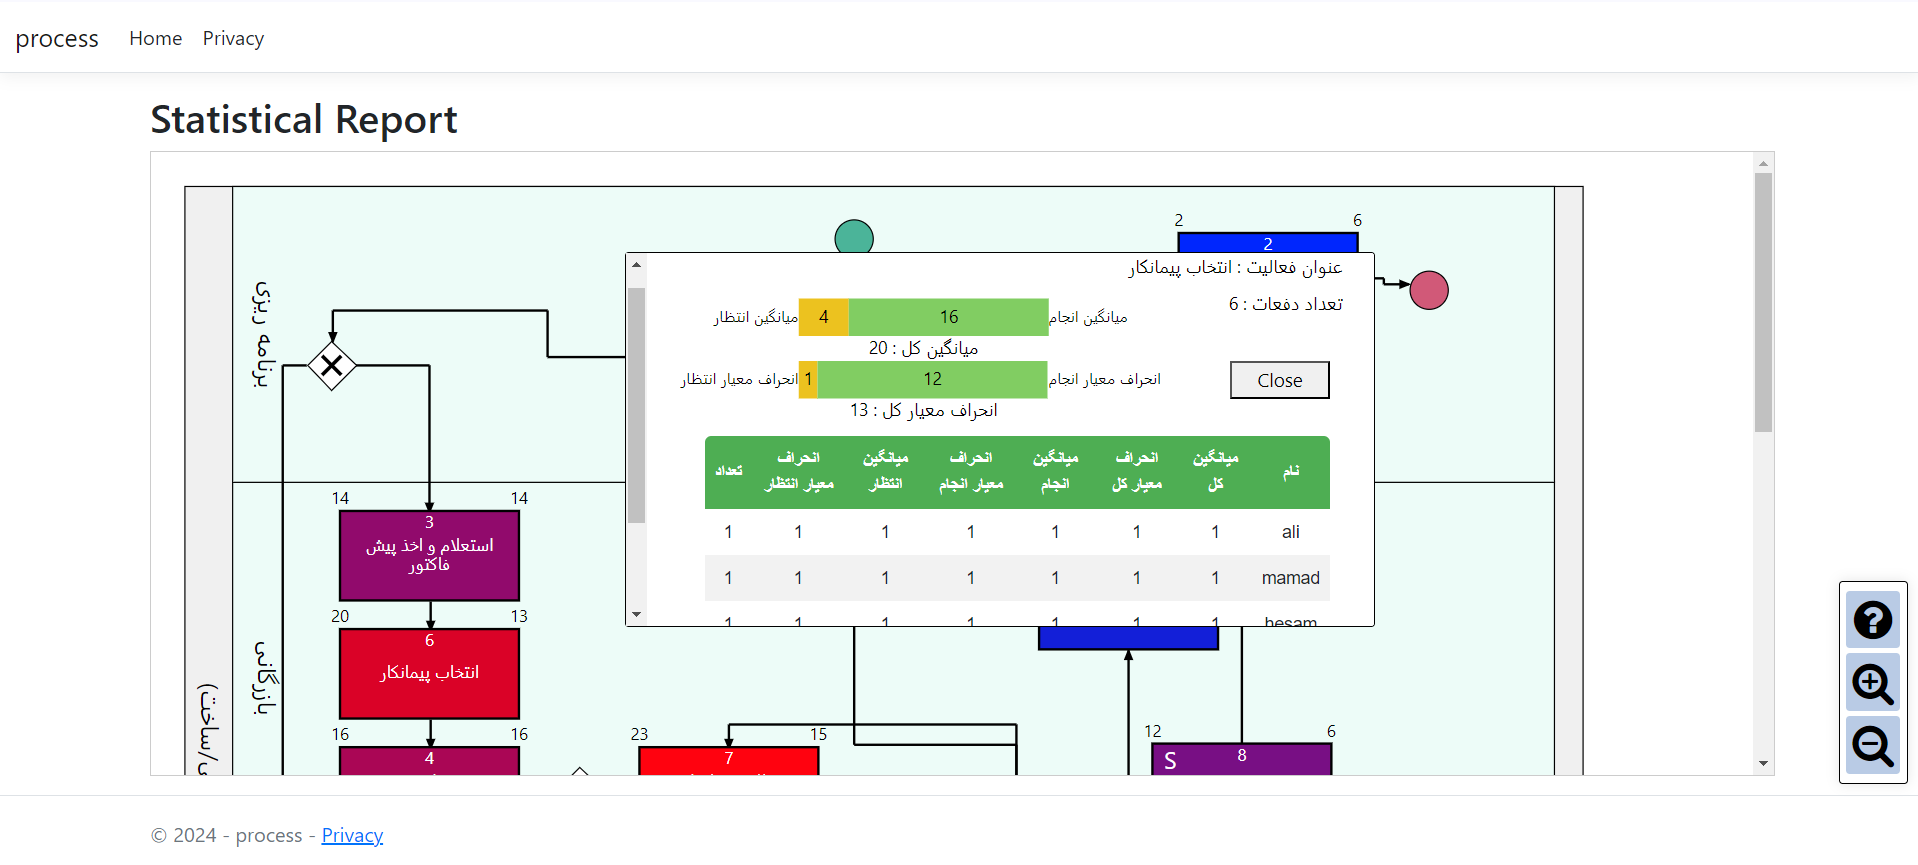 process Home Privacy
Statistical Report
برنامه ریزی
بازرگانی
2 6
2
عنوان فعالیت : انتخاب پیمانکار
تعداد دفعات : 6
میانگین انجام 16 4 میانگین انتظار
میانگین کل : 20
انحراف معیار انجام 12 1 انحراف معیار انتظار
انحراف معیار کل : 13
Close
نام میانگین کل انحراف معیار کل میانگین انجام انحراف معیار انجام میانگین انتظار انحراف معیار انتظار تعداد
ali 1 1 1 1 1 1 1
mamad 1 1 1 1 1 1 1
hesam 1 1 1 1 1 1 1
14 14
3
استعلام و اخذ پیش
فاکتور
20 13
6
انتخاب پیمانکار
16 16
4
23 15
7
12 6
S 8
© 2024 - process - Privacy